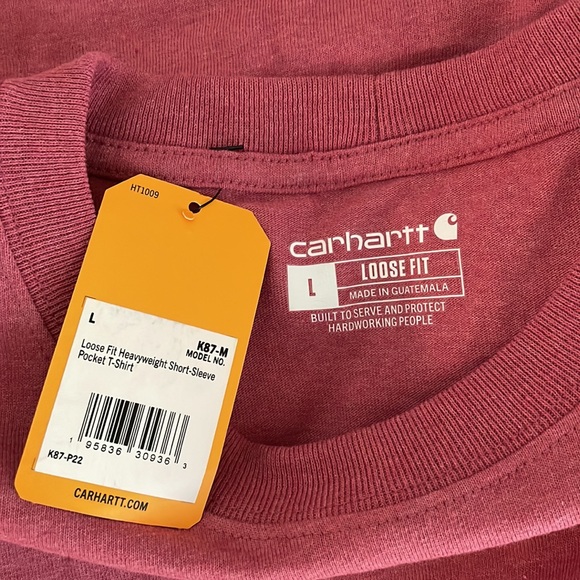 HT1009
L
K87-M
MODEL NO.
Loose Fit Heavyweight Short-Sleeve
Pocket T-Shirt
1 95836 30936 3
K87-P22
CARHARTT.COM
carhartt
L LOOSE FIT
MADE IN GUATEMALA
BUILT TO SERVE AND PROTECT
HARDWORKING PEOPLE